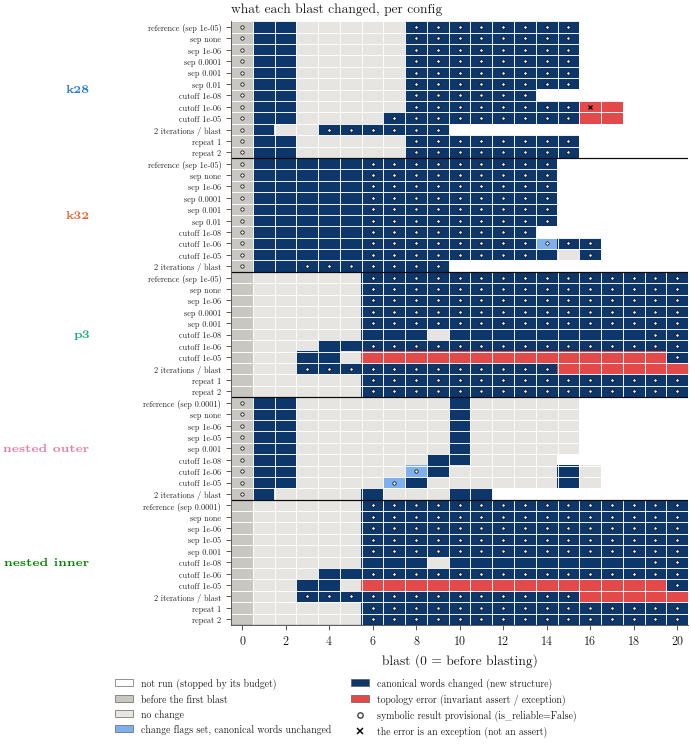 what each blast changed, per config
k28
reference (sep 1e-05)
sep none
sep 1e-06
sep 0.0001
sep 0.001
sep 0.01
cutoff 1e-08
cutoff 1e-06
cutoff 1e-05
2 iterations / blast
repeat 1
repeat 2
k32
reference (sep 1e-05)
sep none
sep 1e-06
sep 0.0001
sep 0.001
sep 0.01
cutoff 1e-08
cutoff 1e-06
cutoff 1e-05
2 iterations / blast
p3
reference (sep 1e-05)
sep none
sep 1e-06
sep 0.0001
sep 0.001
cutoff 1e-08
cutoff 1e-06
cutoff 1e-05
2 iterations / blast
repeat 1
repeat 2
nested outer
reference (sep 0.0001)
sep none
sep 1e-06
sep 1e-05
sep 0.001
cutoff 1e-08
cutoff 1e-06
cutoff 1e-05
2 iterations / blast
nested inner
reference (sep 0.0001)
sep none
sep 1e-06
sep 1e-05
sep 0.001
cutoff 1e-08
cutoff 1e-06
cutoff 1e-05
2 iterations / blast
repeat 1
repeat 2
0 2 4 6 8 10 12 14 16 18 20
blast (0 = before blasting)
not run (stopped by its budget)
before the first blast
no change
change flags set, canonical words unchanged
canonical words changed (new structure)
topology error (invariant assert / exception)
symbolic result provisional (is_reliable=False)
the error is an exception (not an assert)